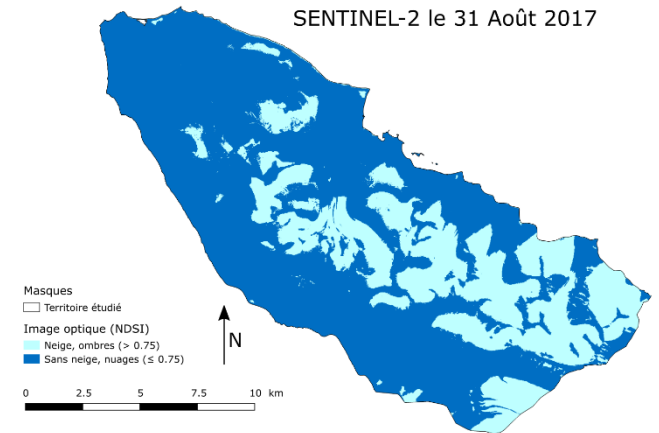 SENTINEL-2 le 31 Août 2017
Masques
Territoire étudié
Image optique (NDSI)
Neige, ombres (> 0.75)
Sans neige, nuages (≤ 0.75)
N
0 2.5 5 7.5 10 km